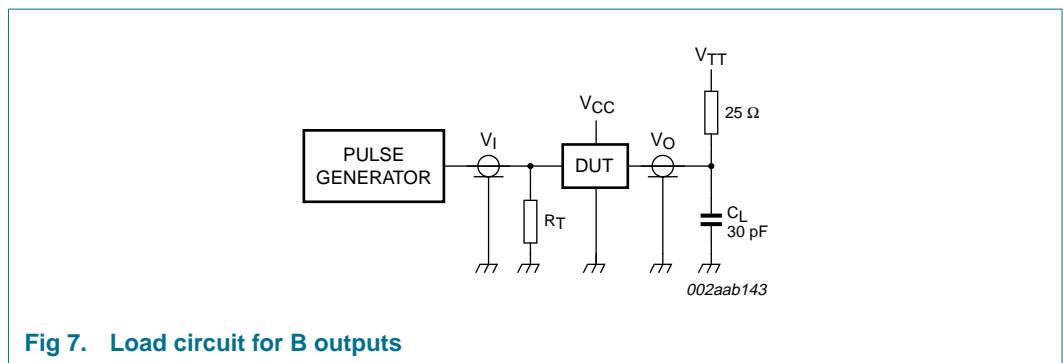 VTT
25 Ω
VCC
VI
VO
PULSE
GENERATOR
DUT
RT
CL
30 pF
002aab143
Fig 7. Load circuit for B outputs